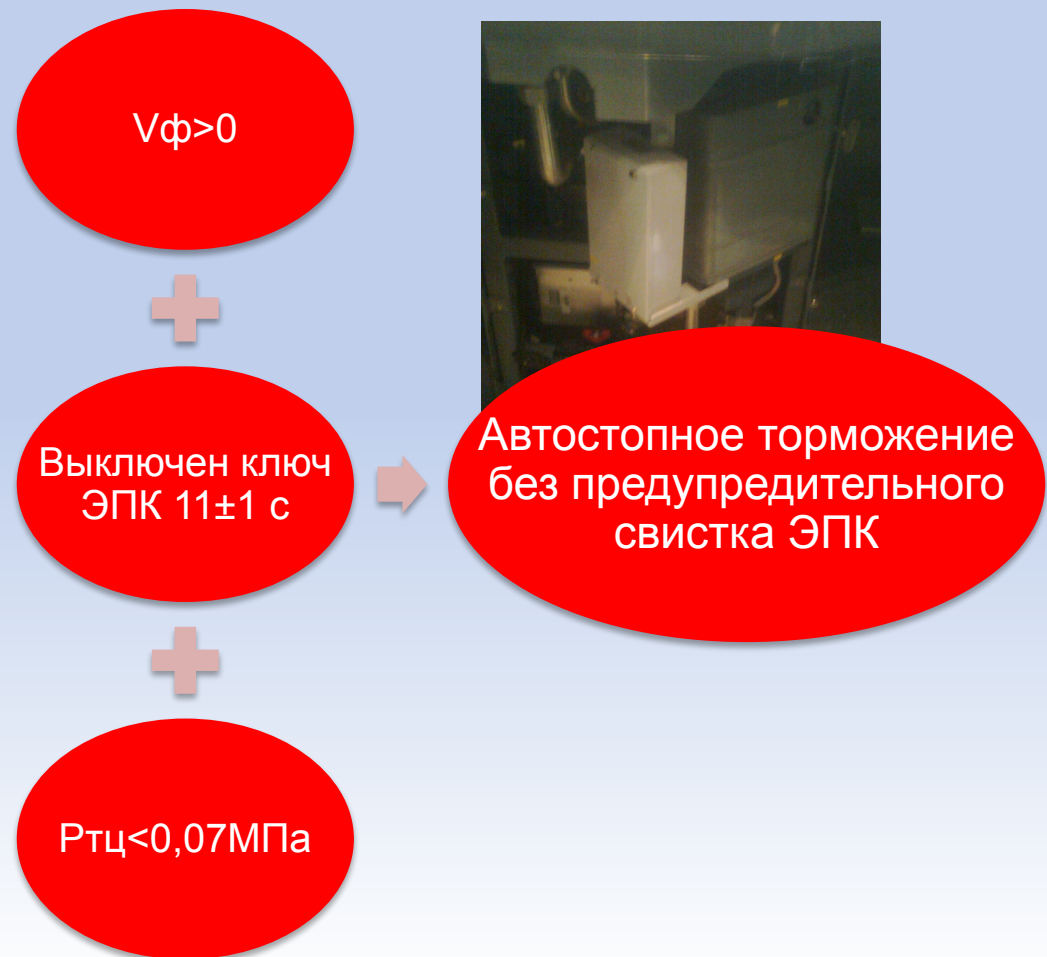 Vф>0
Выключен ключ
ЭПК 11±1 с
Автостопное торможение
без предупредительного
свистка ЭПК
Ртц<0,07МПа